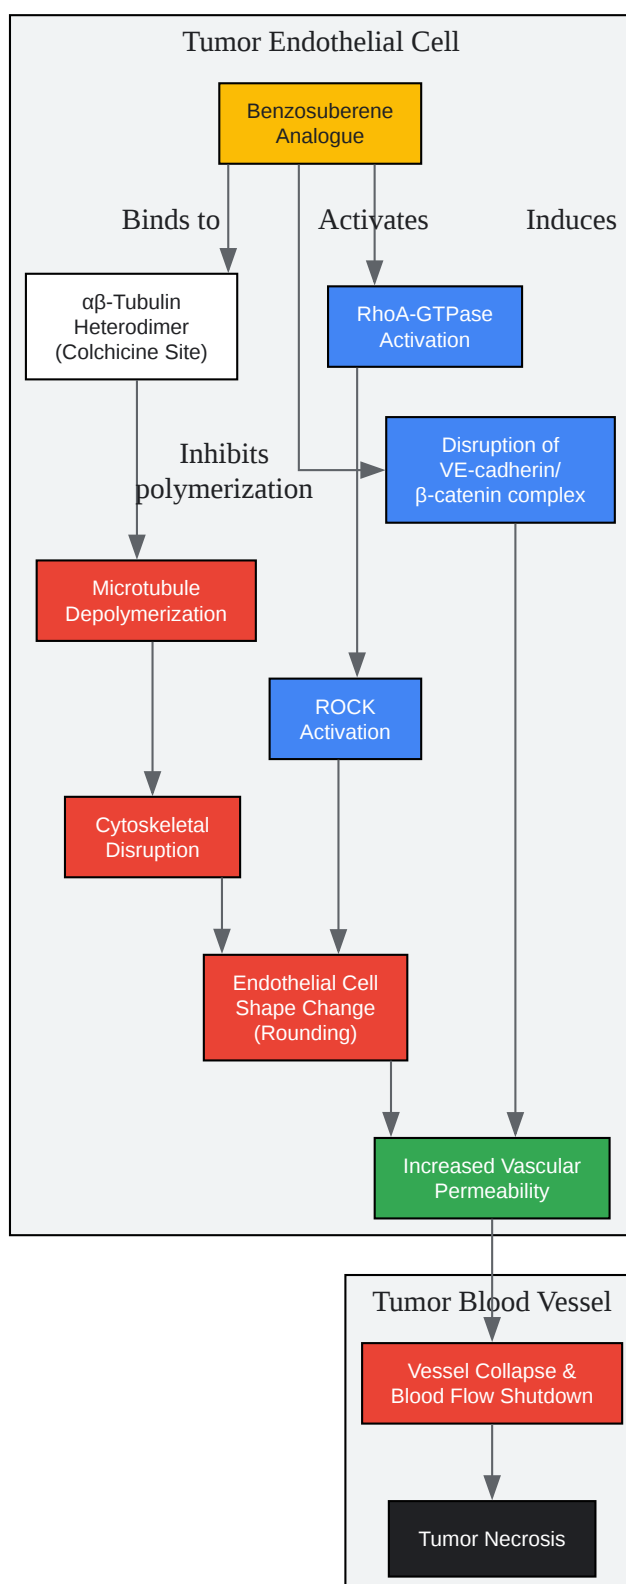 Tumor Endothelial Cell
Benzosuberene
Analogue
Binds to
Activates
Induces
αβ-Tubulin
Heterodimer
(Colchicine Site)
RhoA-GTPase
Activation
Disruption of
VE-cadherin/
β-catenin complex
Inhibits
polymerization
Microtubule
Depolymerization
ROCK
Activation
Cytoskeletal
Disruption
Endothelial Cell
Shape Change
(Rounding)
Increased Vascular
Permeability
Tumor Blood Vessel
Vessel Collapse &
Blood Flow Shutdown
Tumor Necrosis